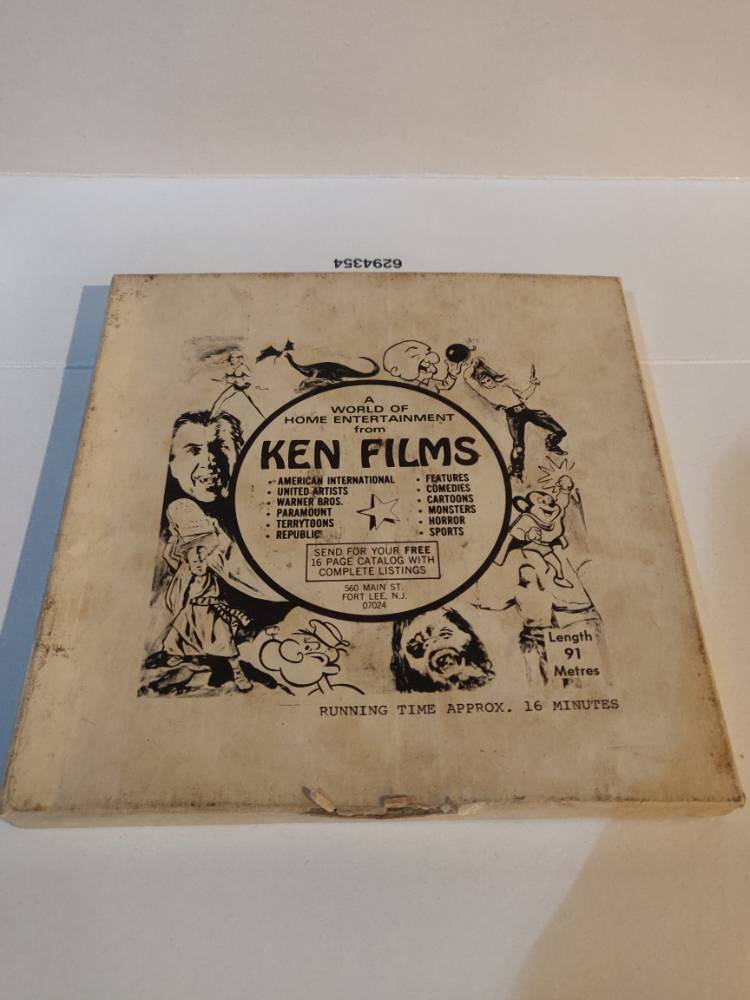 6294354
A
WORLD OF
HOME ENTERTAINMENT
from
KEN FILMS
• AMERICAN INTERNATIONAL
• UNITED ARTISTS
• WARNER BROS.
• PARAMOUNT
• TERRYTOONS
• REPUBLIC
• FEATURES
• COMEDIES
• CARTOONS
• MONSTERS
• HORROR
• SPORTS
SEND FOR YOUR FREE
16 PAGE CATALOG WITH
COMPLETE LISTINGS
560 MAIN ST.
FORT LEE, N.J.
07024
Length
91
Metres
RUNNING TIME APPROX. 16 MINUTES